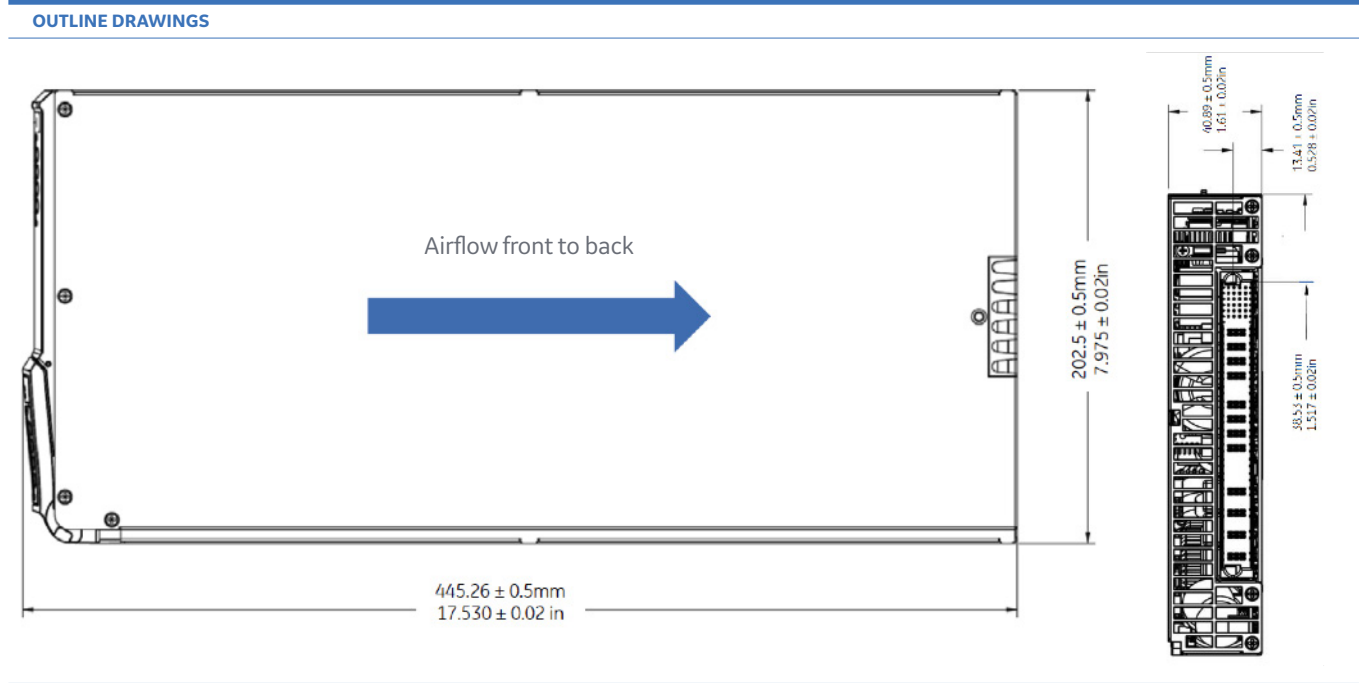 OUTLINE DRAWINGS
40.89 ± 0.5mm
1.61 ± 0.02in
13.41 ± 0.5mm
0.528 ± 0.02in
Airflow front to back
202.5 ± 0.5mm
7.975 ± 0.02in
38.53 ± 0.5mm
1.517 ± 0.02in
445.26 ± 0.5mm
17.530 ± 0.02 in